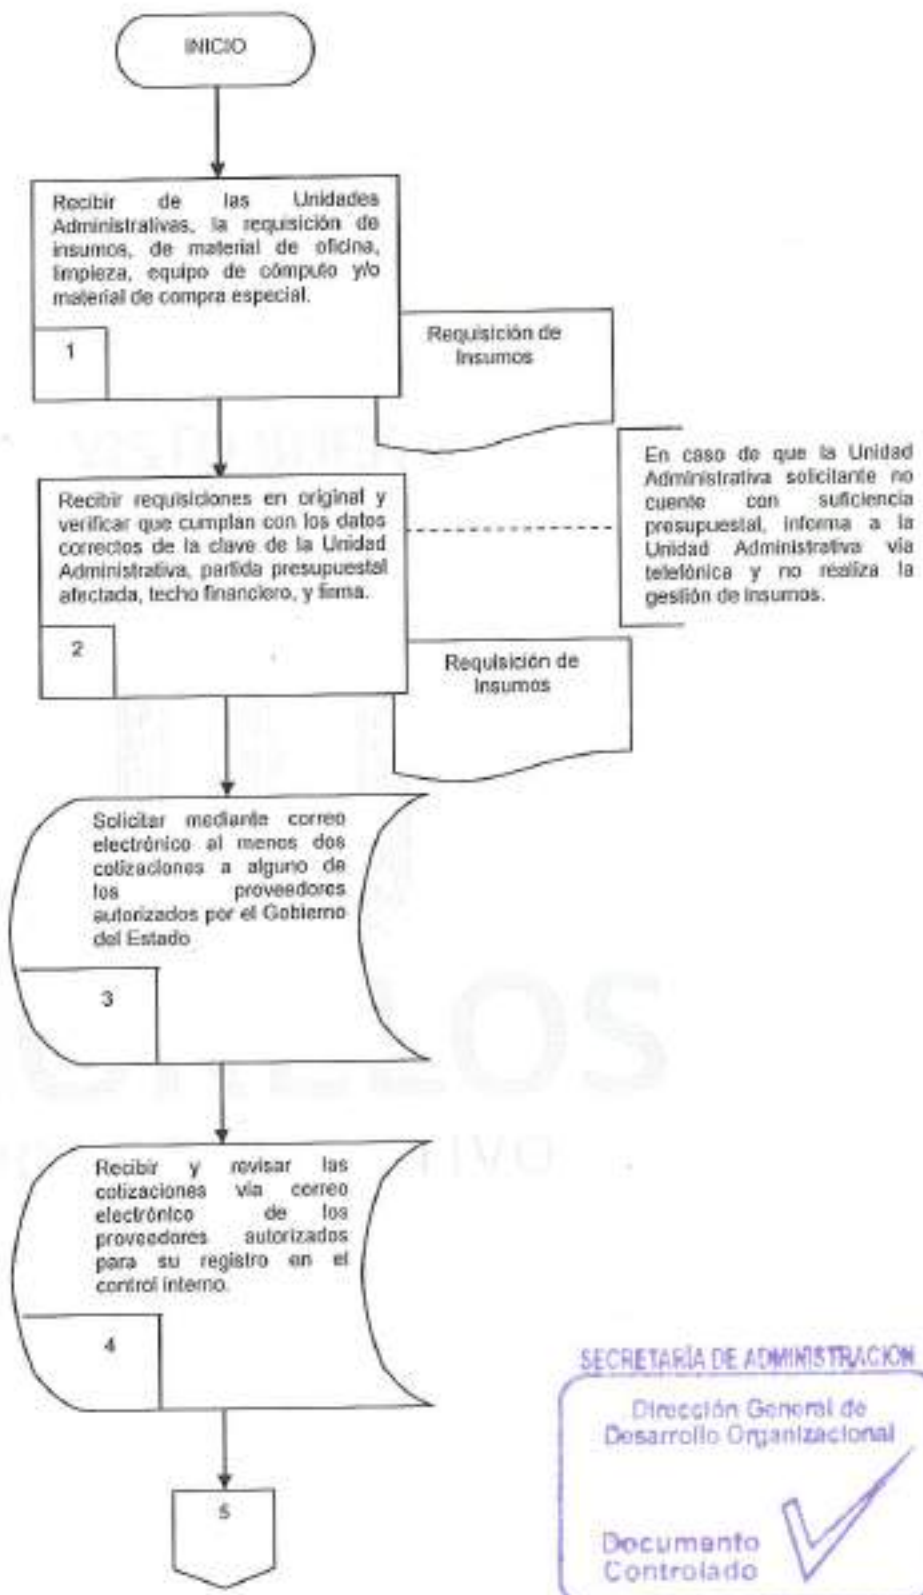 INICIO
Recibir de las Unidades
Administrativas, la requisición de
insumos, de material de oficina,
limpieza, equipo de cómputo y/o
material de compra especial.
1
Requisición de
Insumos
Recibir requisiciones en original y
verificar que cumplan con los datos
correctos de la clave de la Unidad
Administrativa, partida presupuestal
afectada, techo financiero, y firma.
2
En caso de que la Unidad
Administrativa solicitante no
cuente con suficiencia
presupuestal, informa a la
Unidad Administrativa vía
telefónica y no realiza la
gestión de insumos.
Requisición de
Insumos
Solicitar mediante correo
electrónico al menos dos
cotizaciones a alguno de
los proveedores
autorizados por el Gobierno
del Estado
3
Recibir y revisar las
cotizaciones vía correo
electrónico de los
proveedores autorizados
para su registro en el
control interno.
4
5
SECRETARÍA DE ADMINISTRACIÓN
Dirección General de
Desarrollo Organizacional
Documento
Controlado